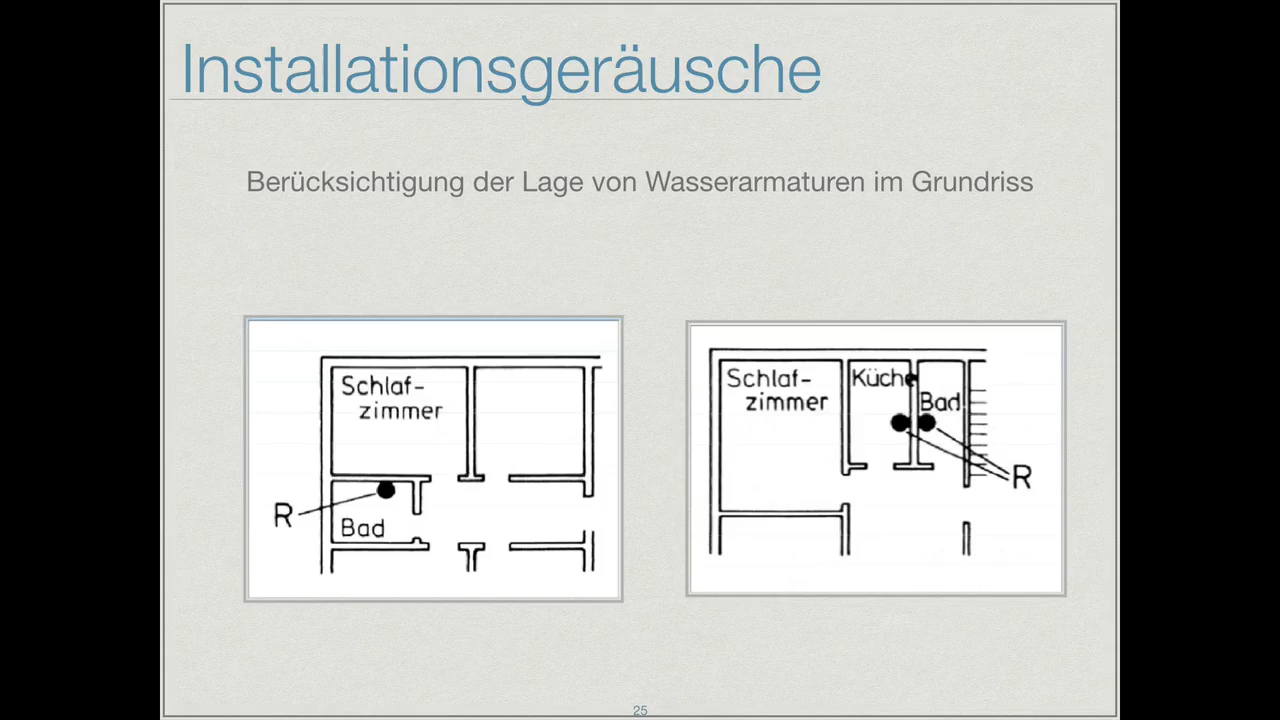 Installationsgeräusche
Berücksichtigung der Lage von Wasserarmaturen im Grundriss
Schlaf-
zimmer
R
Bad
Schlaf-
zimmer
Küche
Bad
R
25